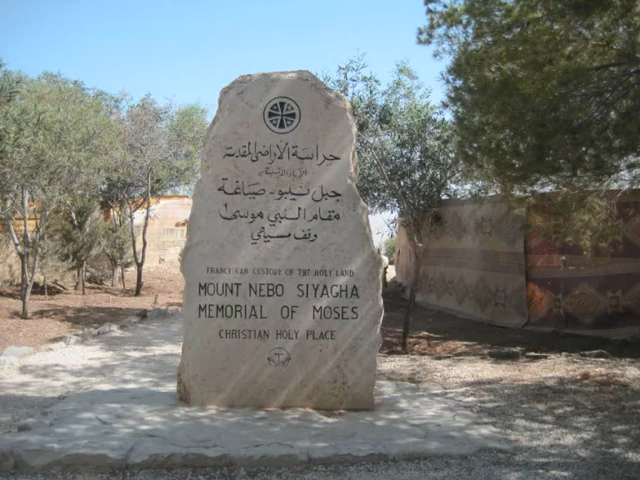 حراسة الأراضي المقدسة
جبل نيبو - صياغة
مقام النبي موسى
وقف مسيحي
FRANCISCAN CUSTODY OF THE HOLY LAND
MOUNT NEBO SIYAGHA
MEMORIAL OF MOSES
CHRISTIAN HOLY PLACE